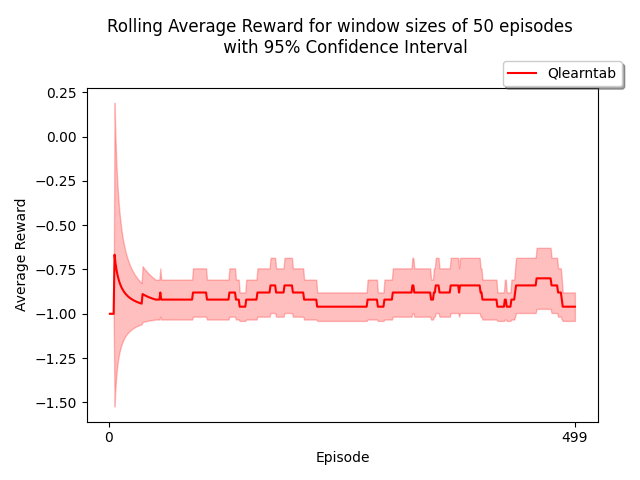 Rolling Average Reward for window sizes of 50 episodes
with 95% Confidence Interval
Qlearntab
0.25
0.00
−0.25
−0.50
−0.75
−1.00
−1.25
−1.50
Average Reward
0
499
Episode